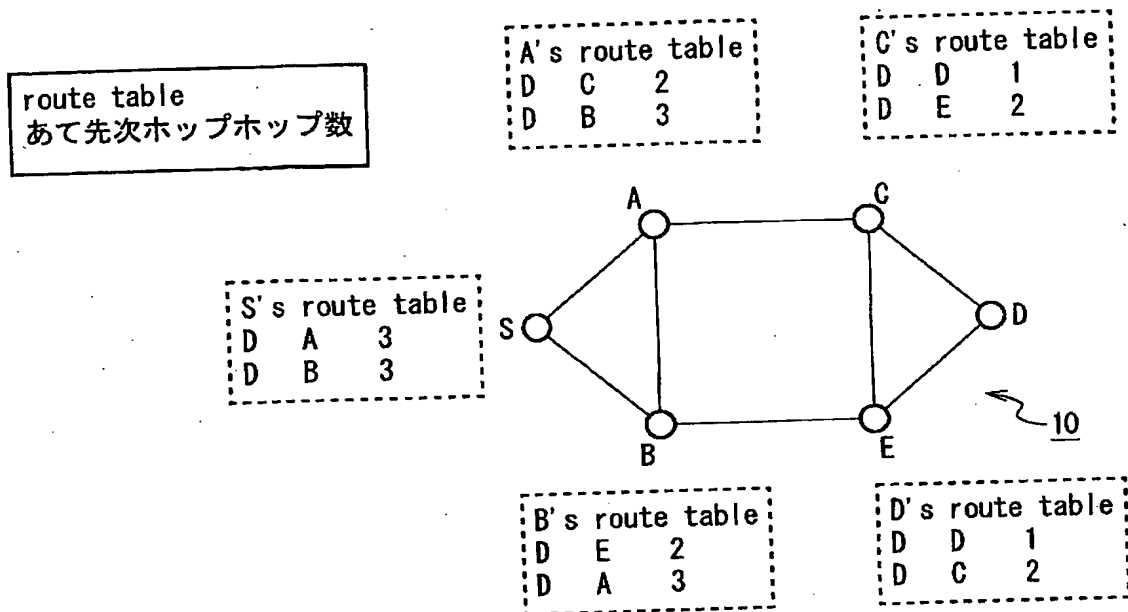 route table
あて先次ホップホップ数
A's route table
D C 2
D B 3
C's route table
D D 1
D E 2
A
C
S's route table
D A 3
D B 3
S
D
B
E
10
B's route table
D E 2
D A 3
D's route table
D D 1
D C 2